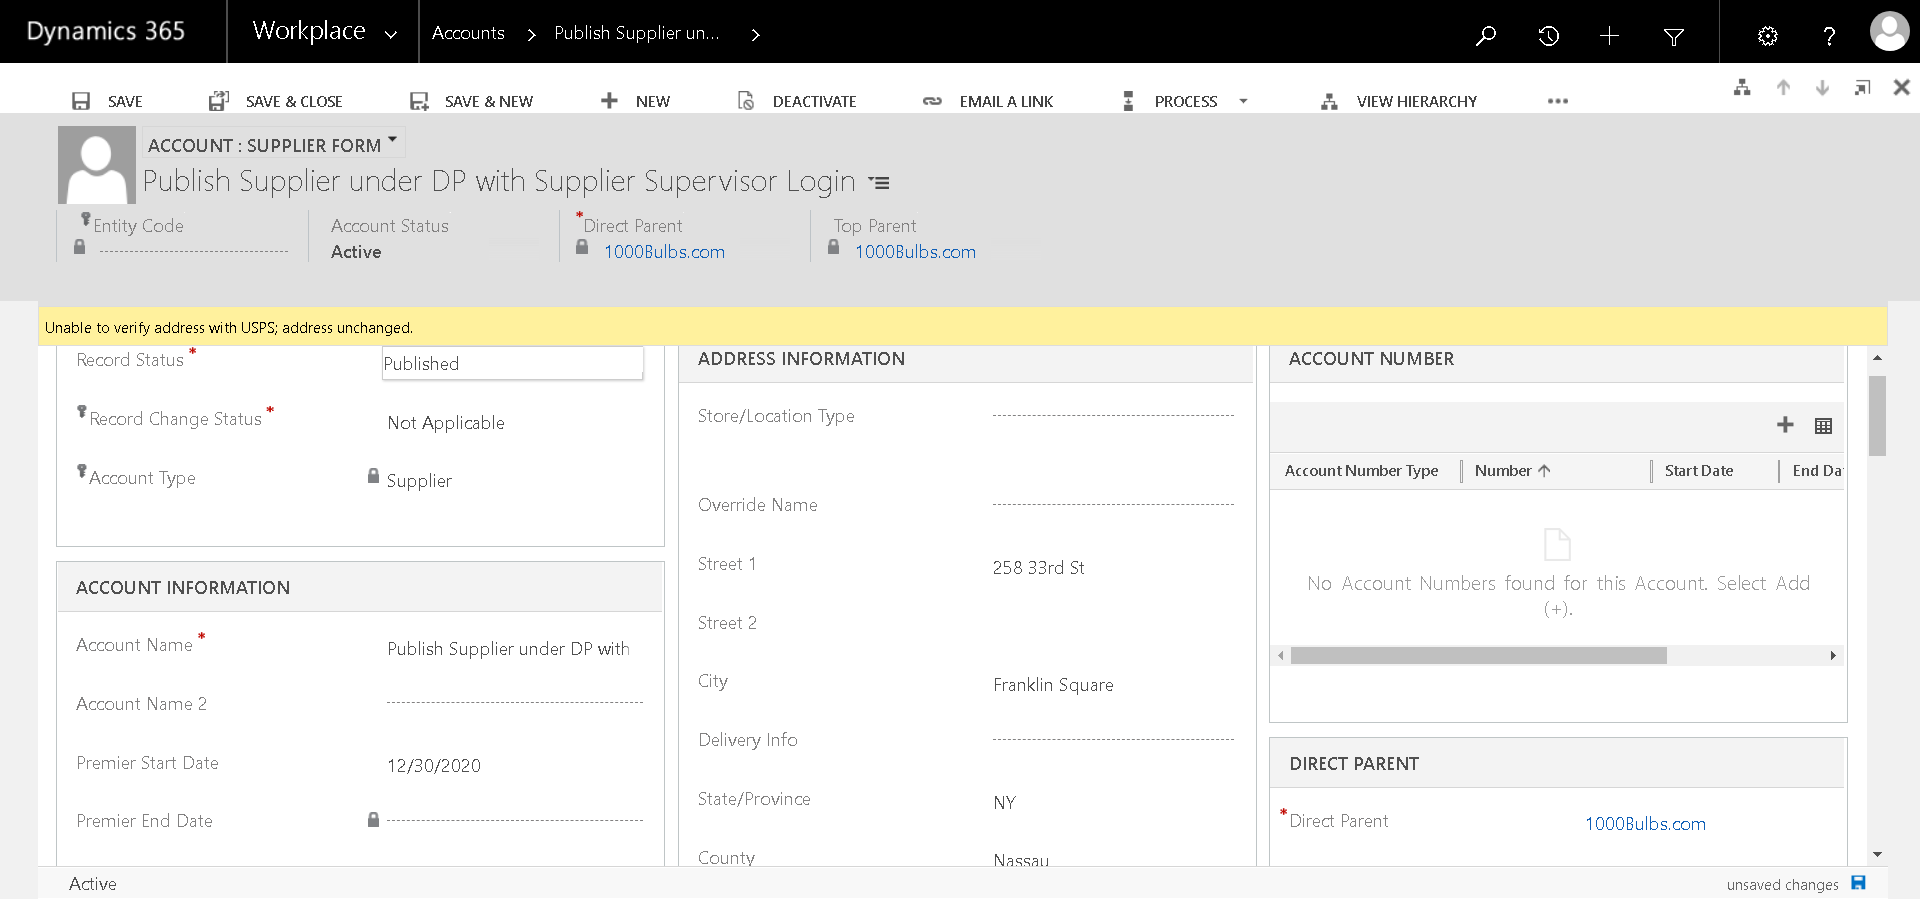 Dynamics 365
Workplace
Accounts
Publish Supplier un...
SAVE
SAVE & CLOSE
SAVE & NEW
NEW
DEACTIVATE
EMAIL A LINK
PROCESS
VIEW HIERARCHY
ACCOUNT : SUPPLIER FORM
Publish Supplier under DP with Supplier Supervisor Login
Entity Code
Account Status
Active
*Direct Parent
1000Bulbs.com
Top Parent
1000Bulbs.com
Unable to verify address with USPS; address unchanged.
Record Status *
Published
Record Change Status *
Not Applicable
Account Type
Supplier
ACCOUNT INFORMATION
Account Name *
Publish Supplier under DP with
Account Name 2
Premier Start Date
12/30/2020
Premier End Date
ADDRESS INFORMATION
Store/Location Type
Override Name
Street 1
258 33rd St
Street 2
City
Franklin Square
Delivery Info
State/Province
NY
County
Nassau
ACCOUNT NUMBER
Account Number Type
Number
Start Date
End Da
No Account Numbers found for this Account. Select Add
(+).
DIRECT PARENT
*Direct Parent
1000Bulbs.com
Active
unsaved changes